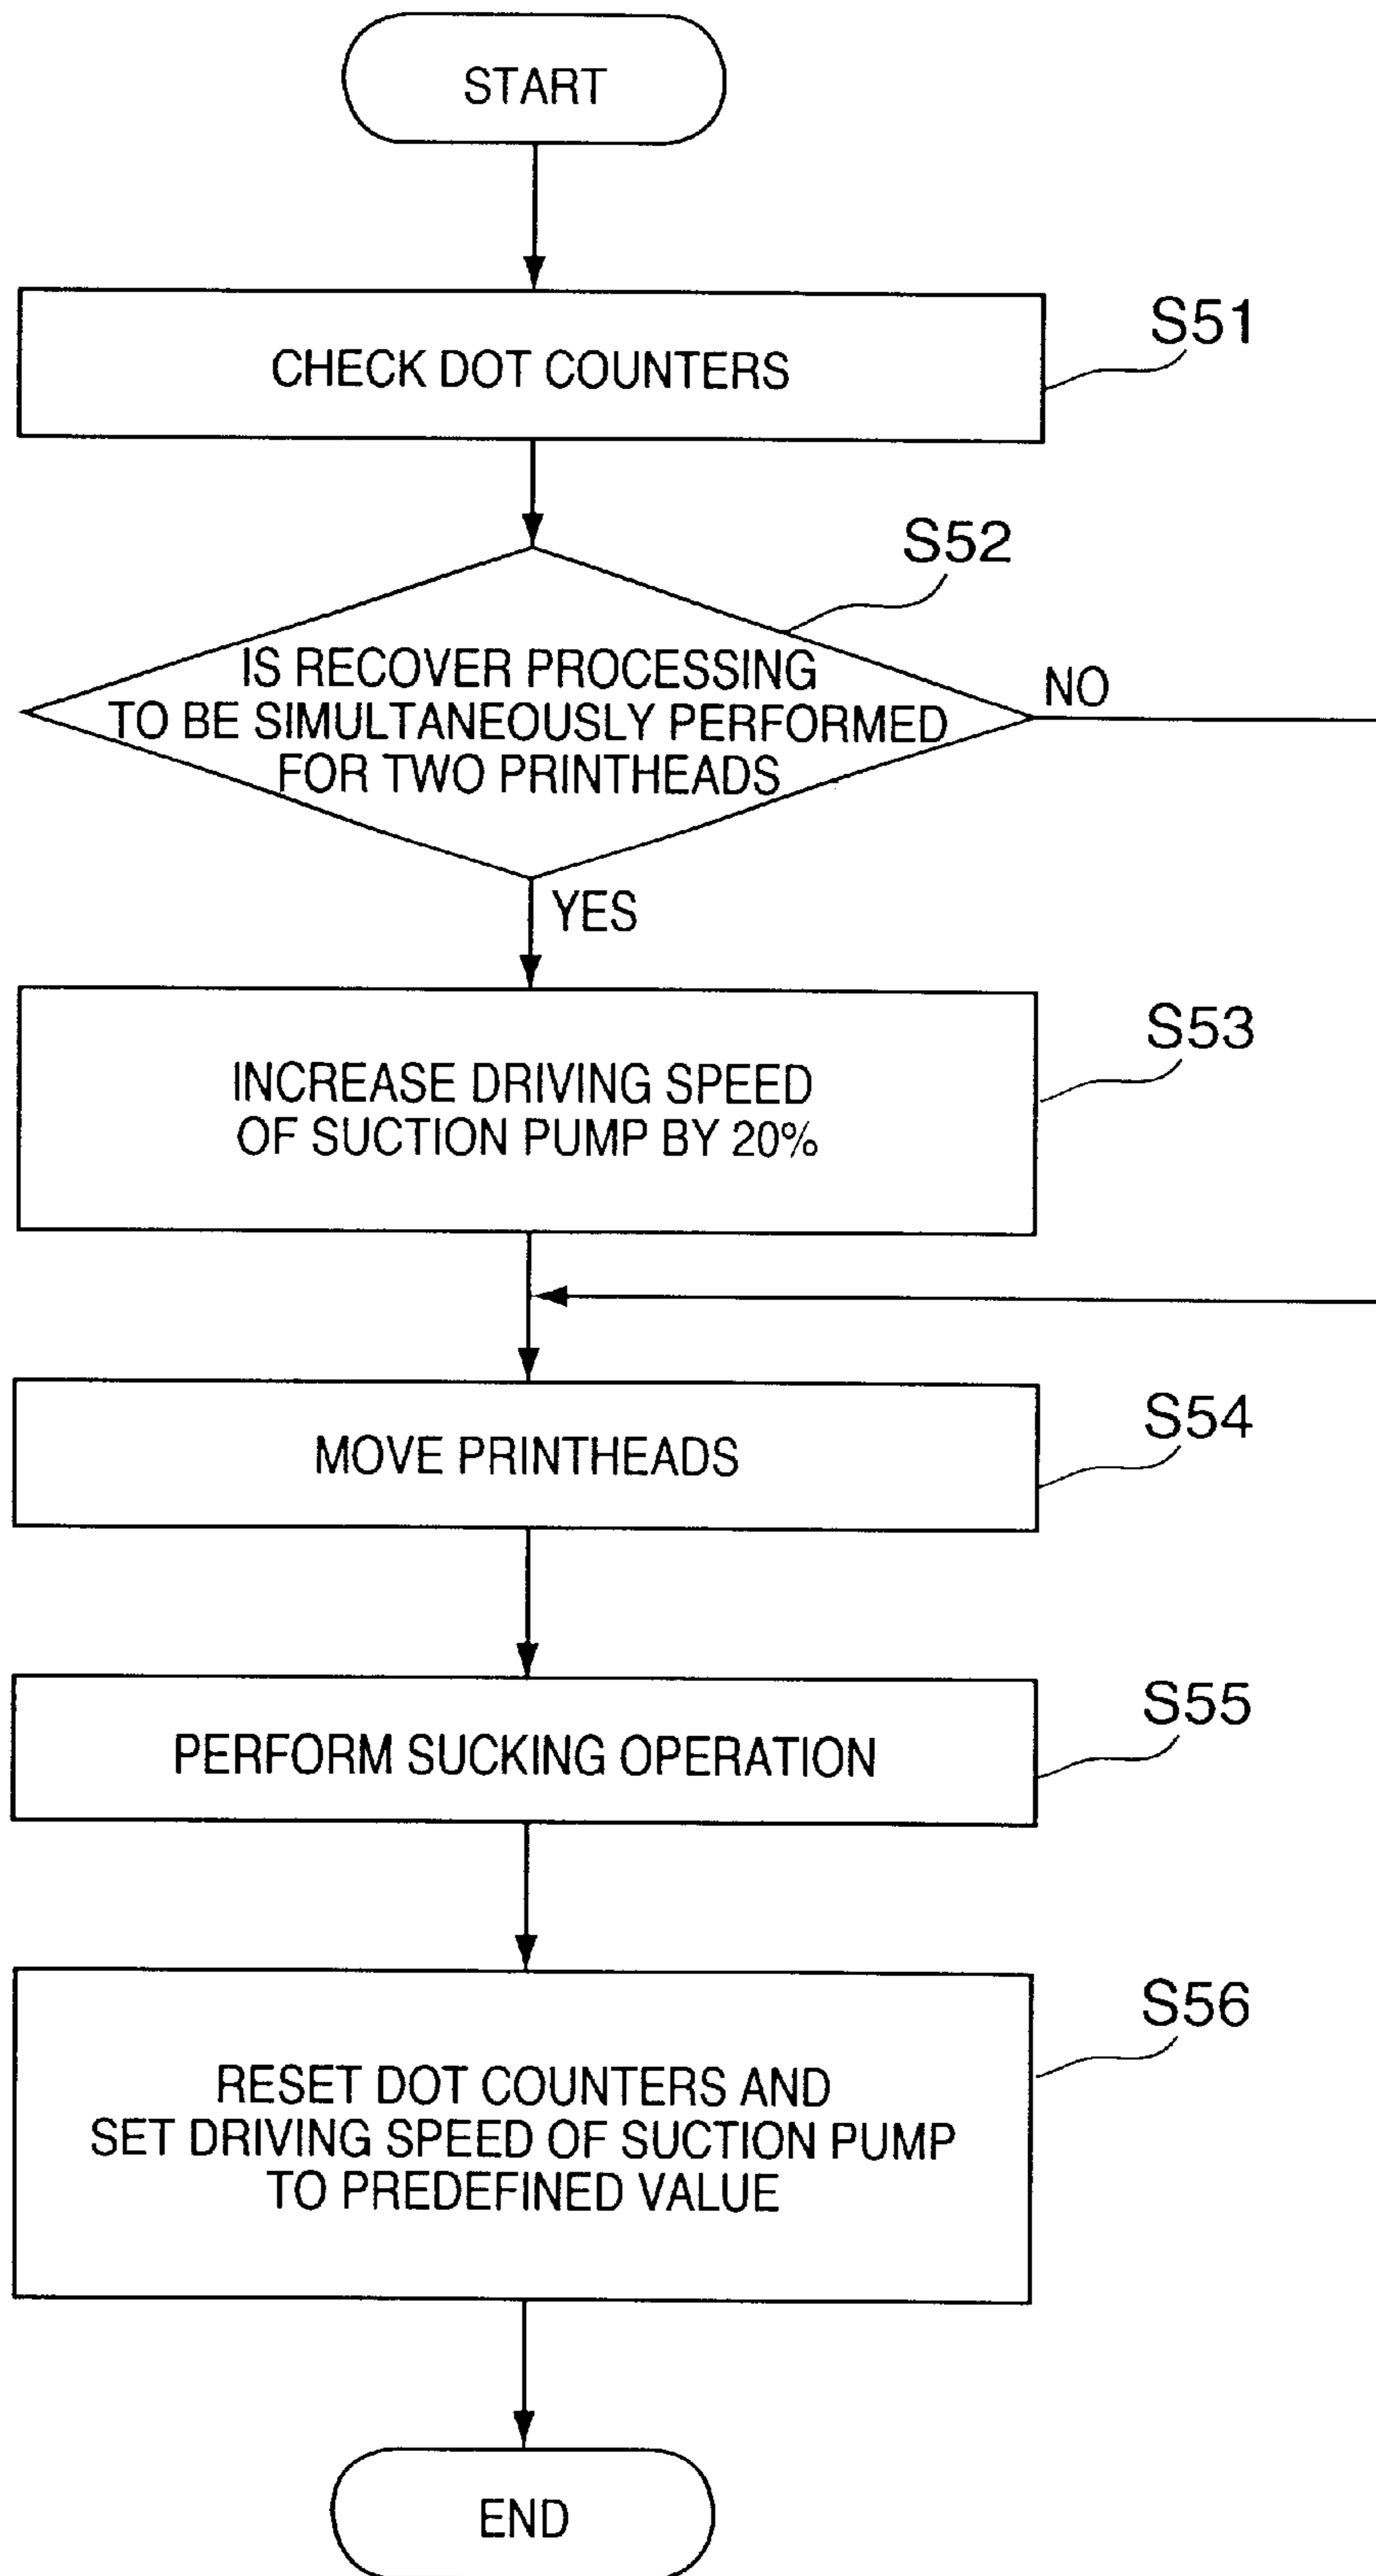 START
CHECK DOT COUNTERS
S51
S52
IS RECOVER PROCESSING
TO BE SIMULTANEOUSLY PERFORMED
FOR TWO PRINTHEADS
NO
YES
INCREASE DRIVING SPEED
OF SUCTION PUMP BY 20%
S53
MOVE PRINTHEADS
S54
PERFORM SUCKING OPERATION
S55
RESET DOT COUNTERS AND
SET DRIVING SPEED OF SUCTION PUMP
TO PREDEFINED VALUE
S56
END